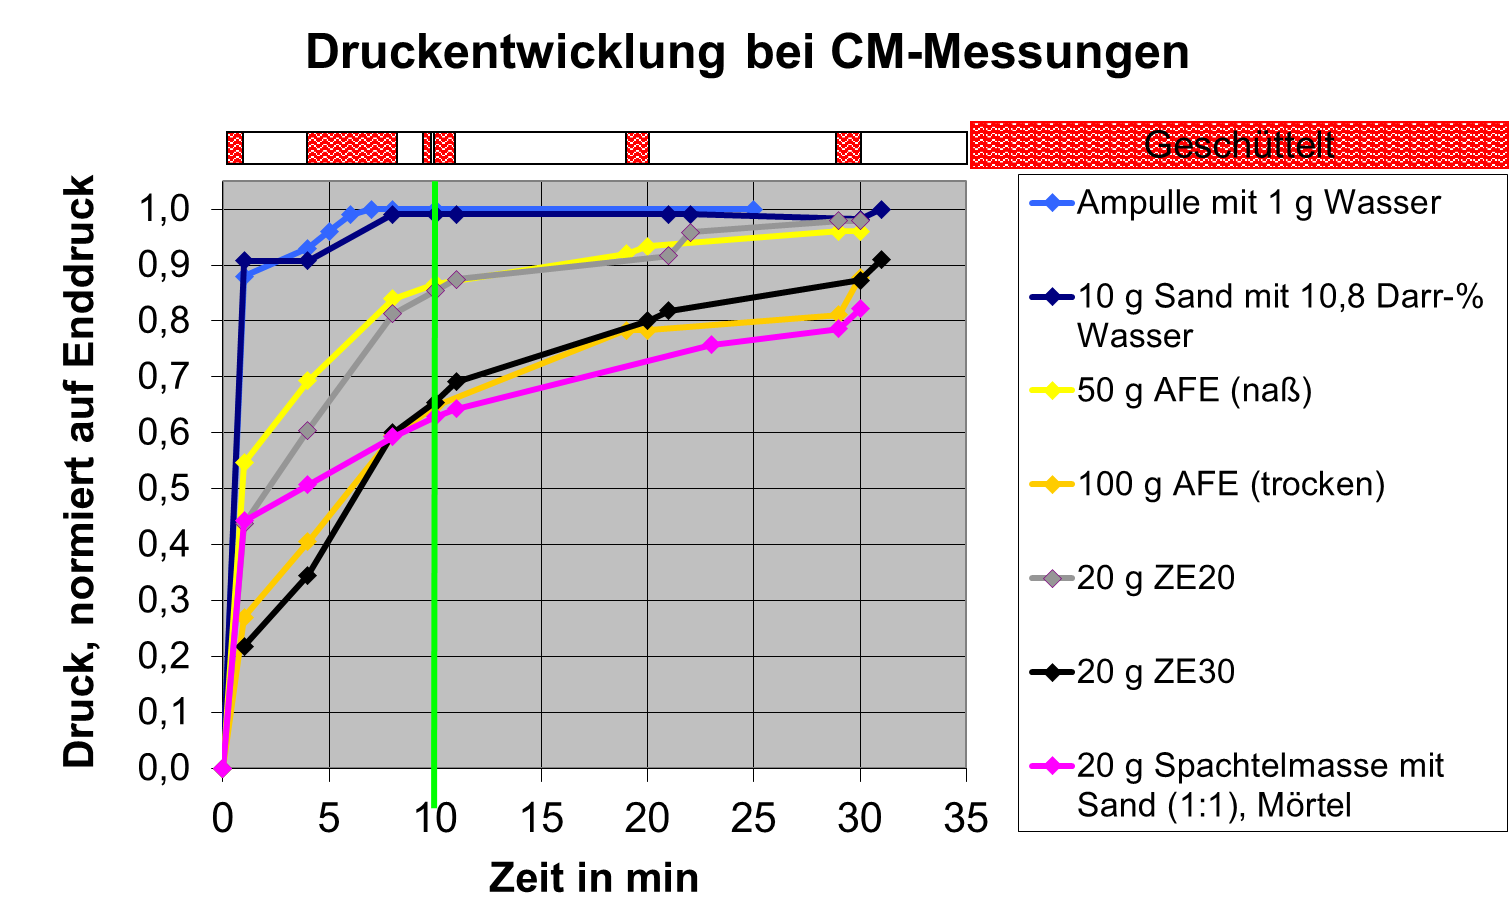 Druckentwicklung bei CM-Messungen
Geschüttelt
Druck, normiert auf Enddruck
1,0
0,9
0,8
0,7
0,6
0,5
0,4
0,3
0,2
0,1
0,0
0 5 10 15 20 25 30 35
Zeit in min
Ampulle mit 1 g Wasser
10 g Sand mit 10,8 Darr-%
Wasser
50 g AFE (naß)
100 g AFE (trocken)
20 g ZE20
20 g ZE30
20 g Spachtelmasse mit
Sand (1:1), Mörtel